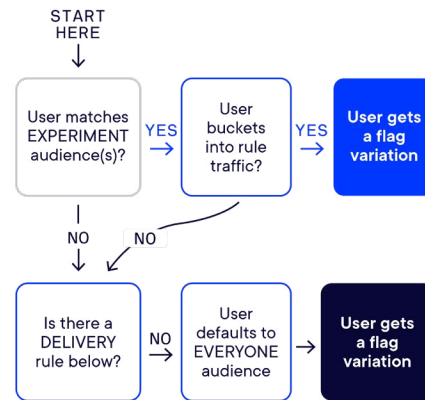 START
HERE
User matches
EXPERIMENT
audience(s)?
YES
User
buckets
into rule
traffic?
YES
User gets
a flag
variation
NO
NO
Is there a
DELIVERY
rule below?
NO
User
defaults to
EVERYONE
audience
User gets
a flag
variation